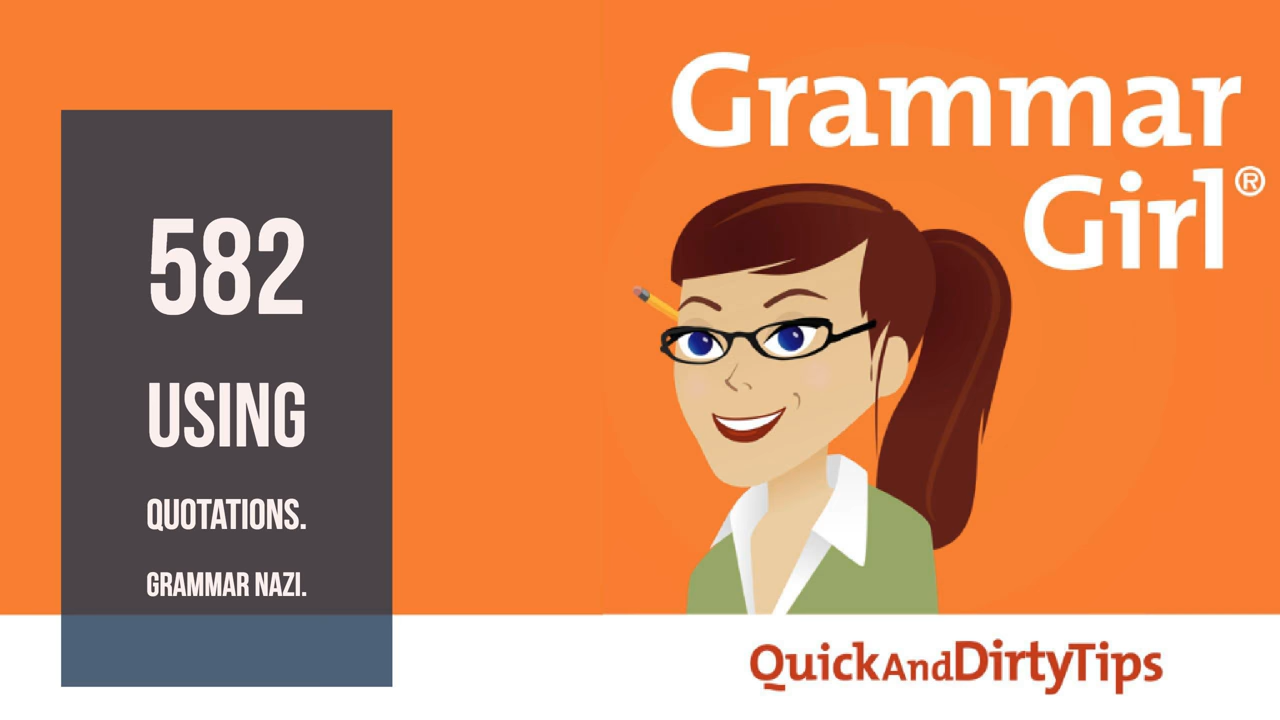 582
USING
QUOTATIONS.
GRAMMAR NAZI.
Grammar
Girl®
QuickAndDirtyTips